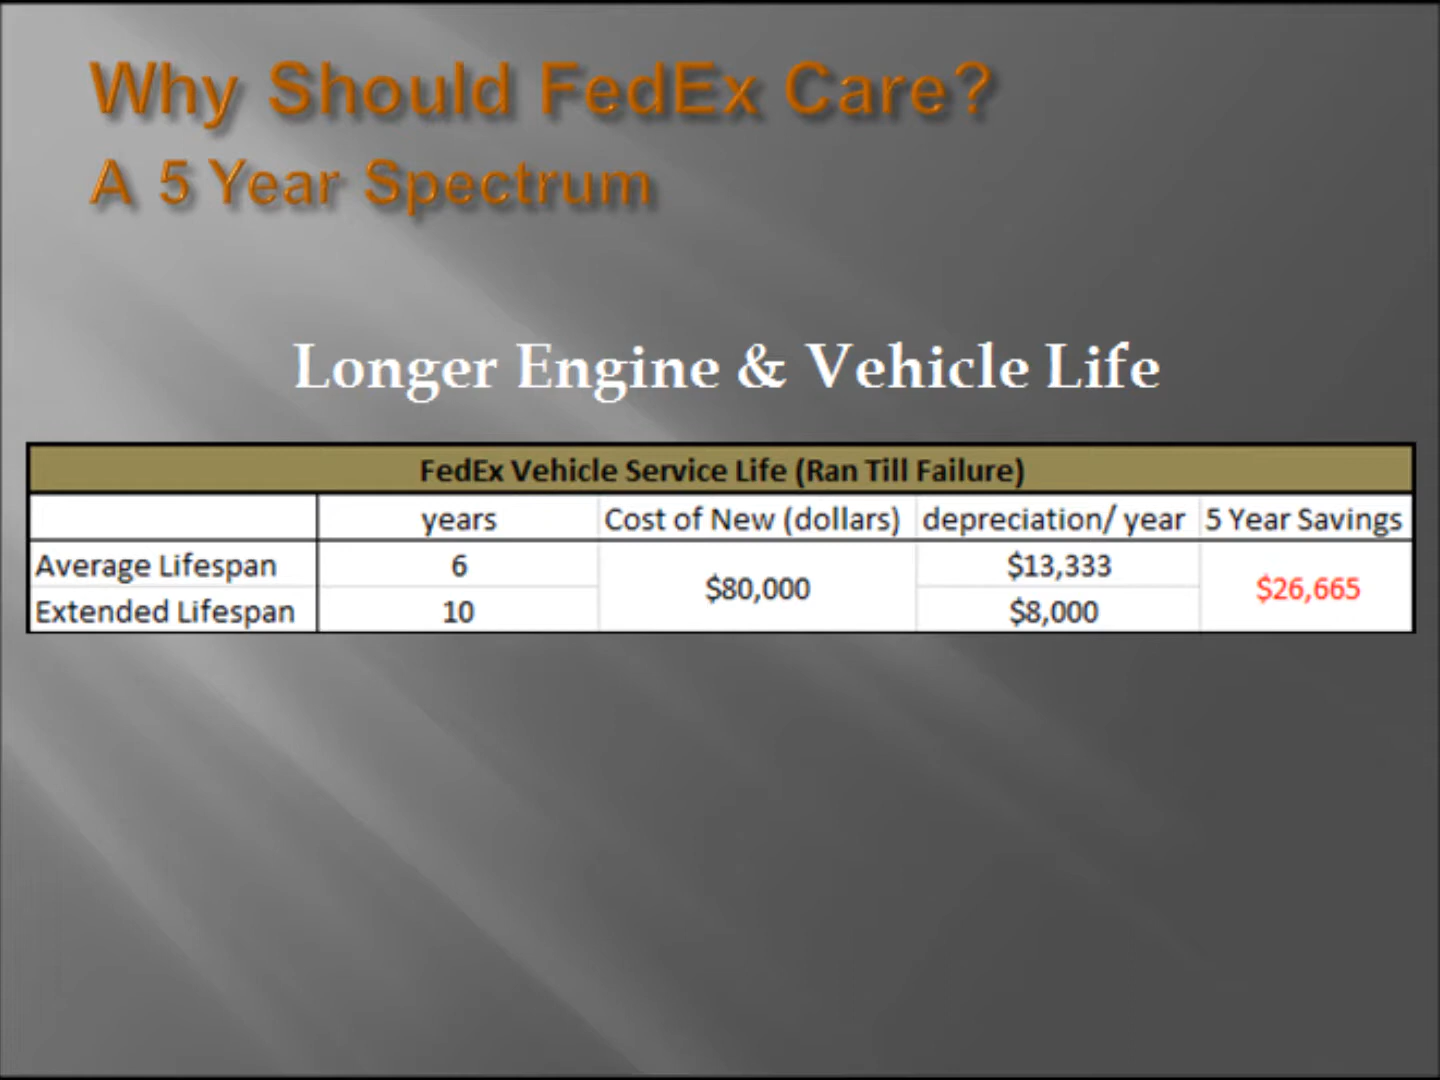 Why Should FedEx Care?
A 5 Year Spectrum
Longer Engine & Vehicle Life
FedEx Vehicle Service Life (Ran Till Failure)
years Cost of New (dollars) depreciation/ year 5 Year Savings
Average Lifespan 6 $80,000 $13,333 $26,665
Extended Lifespan 10 $8,000